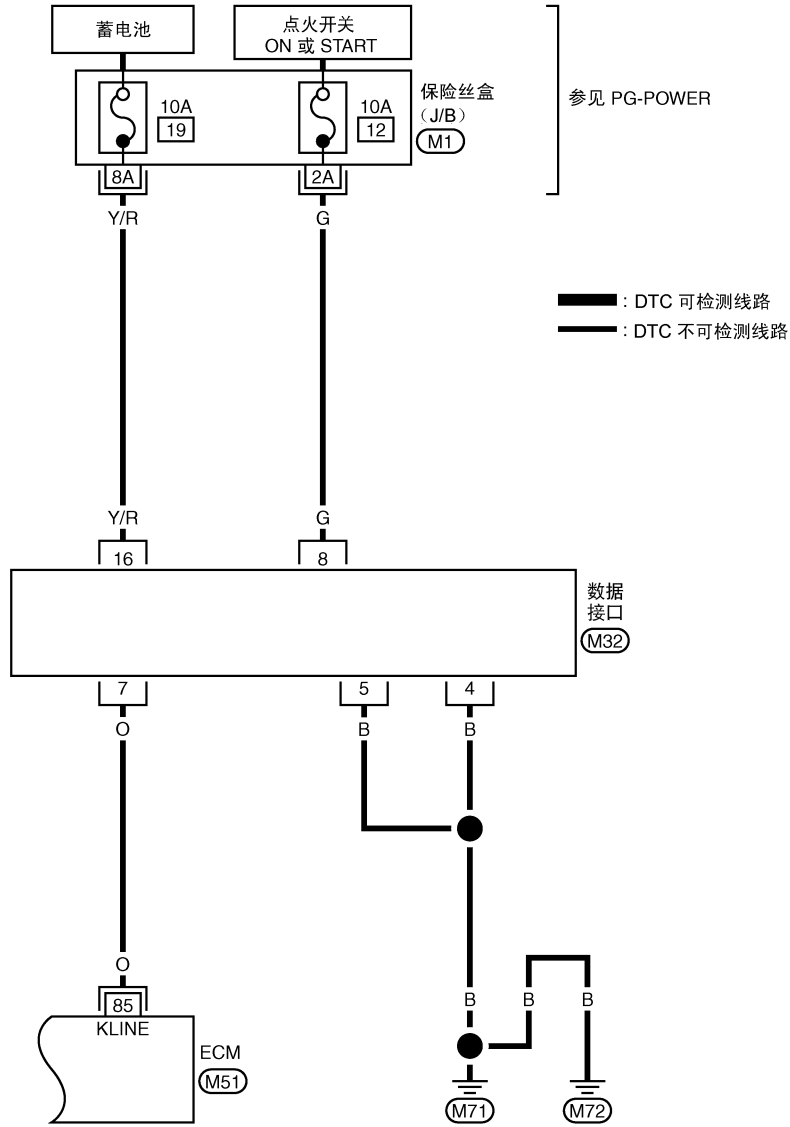 蓄电池
点火开关
ON 或 START
10A
19
10A
12
保险丝盒
（J/B）
M1
参见 PG-POWER
8A
2A
Y/R
G
: DTC 可检测线路
: DTC 不可检测线路
Y/R
G
16
8
数据
接口
M32
7
5
4
O
B
B
O
B
B
B
85
KLINE
ECM
M51
M71
M72